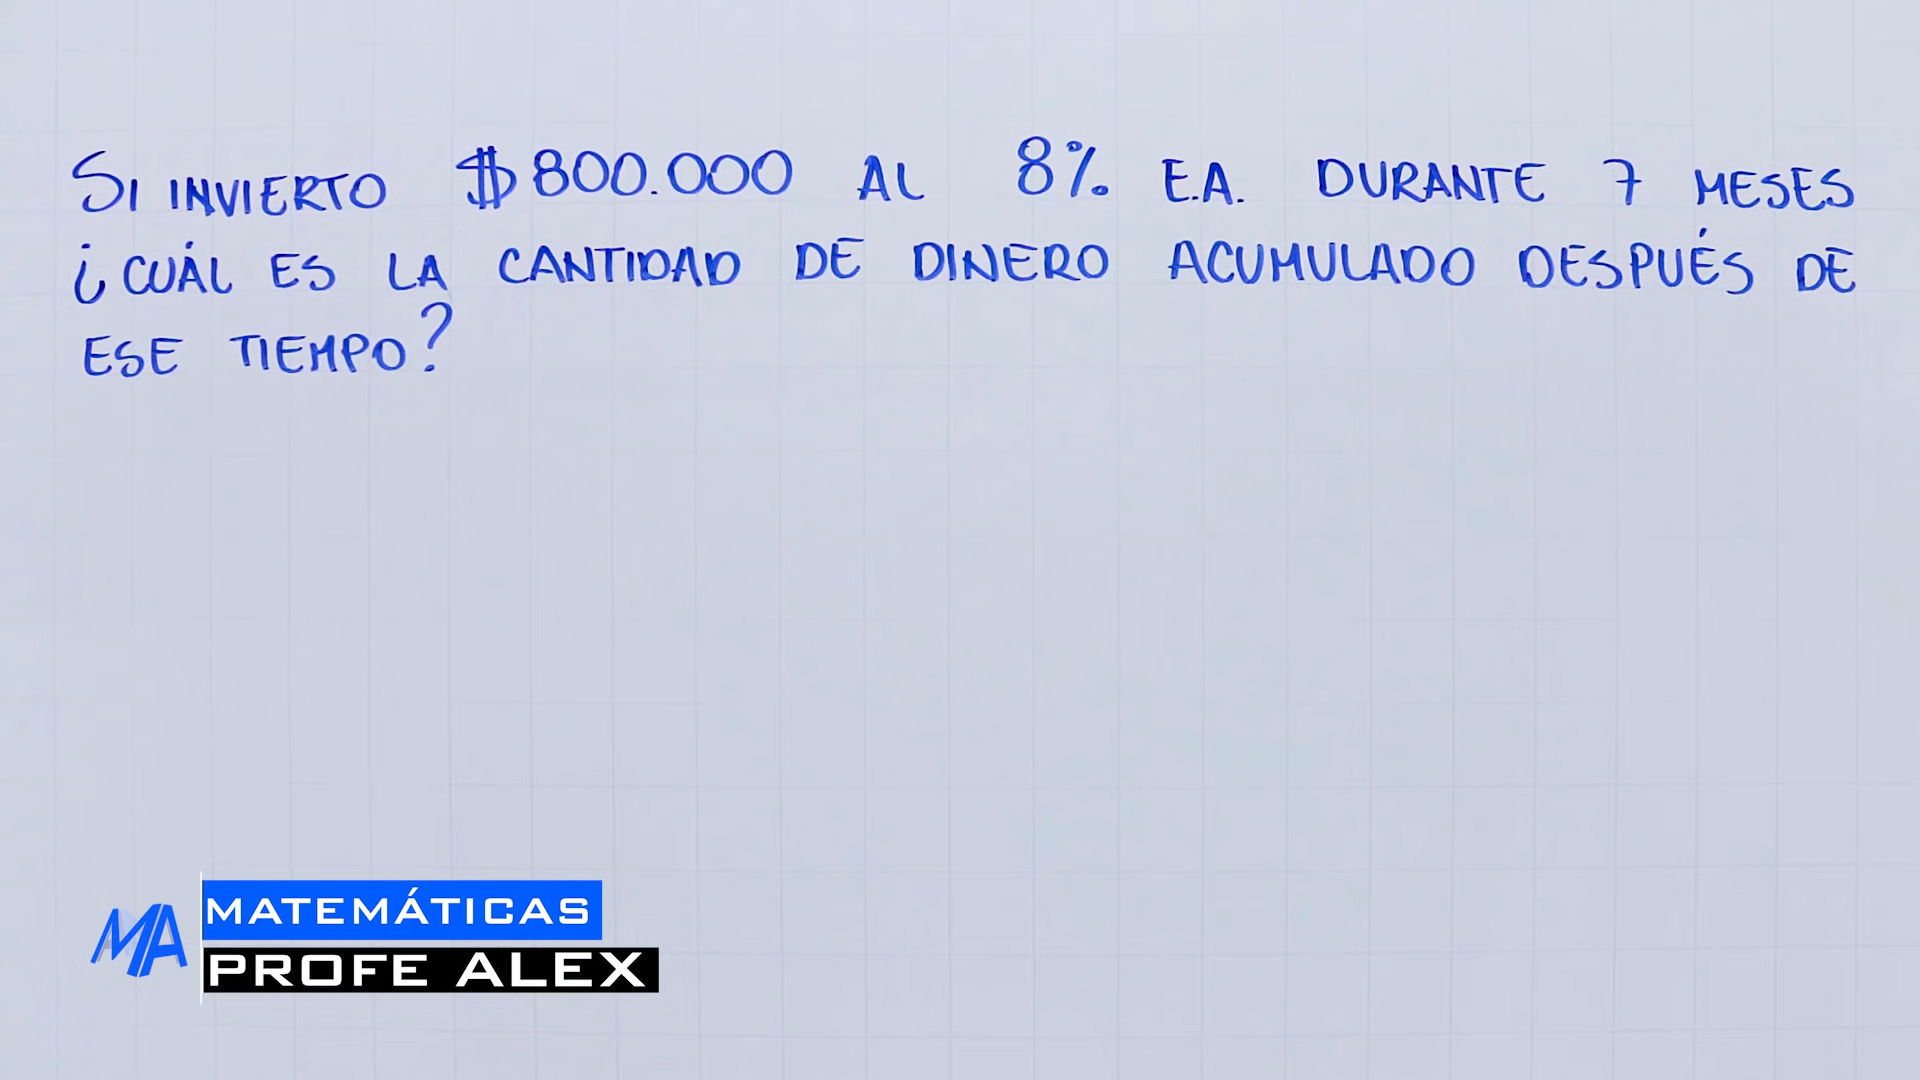 SI INVIERTO $800.000 AL 8% E.A. DURANTE 7 MESES
¿CUÁL ES LA CANTIDAD DE DINERO ACUMULADO DESPUÉS DE
ESE TIEMPO?
MA
MATEMÁTICAS
PROFE ALEX